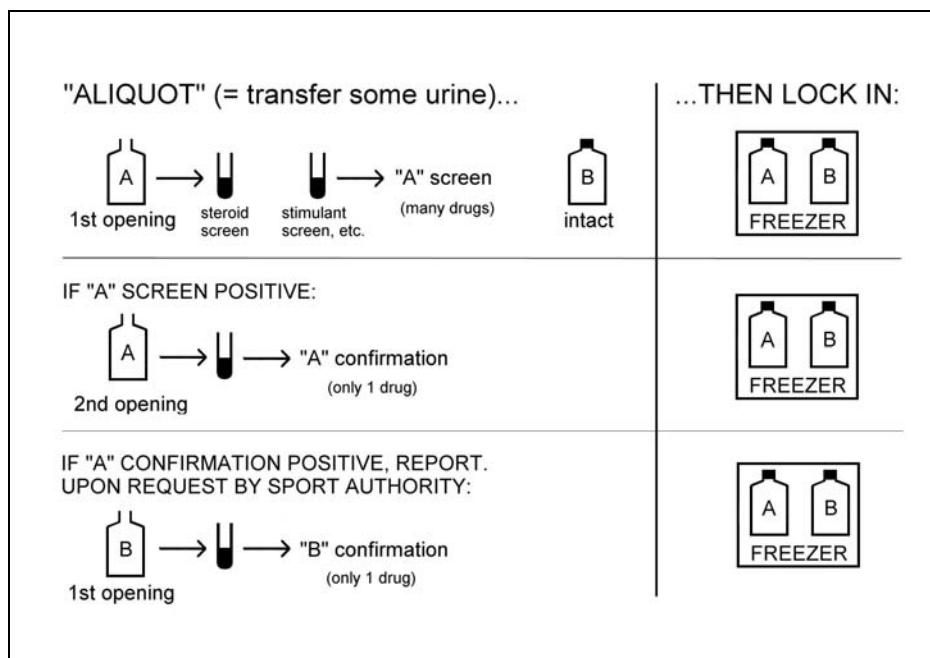 "ALIQUOT" (= transfer some urine)...
...THEN LOCK IN:
A
1st opening
steroid
screen
stimulant
screen, etc.
"A" screen
(many drugs)
B
intact
A B
FREEZER
IF "A" SCREEN POSITIVE:
A
2nd opening
"A" confirmation
(only 1 drug)
A B
FREEZER
IF "A" CONFIRMATION POSITIVE, REPORT.
UPON REQUEST BY SPORT AUTHORITY:
B
1st opening
"B" confirmation
(only 1 drug)
A B
FREEZER